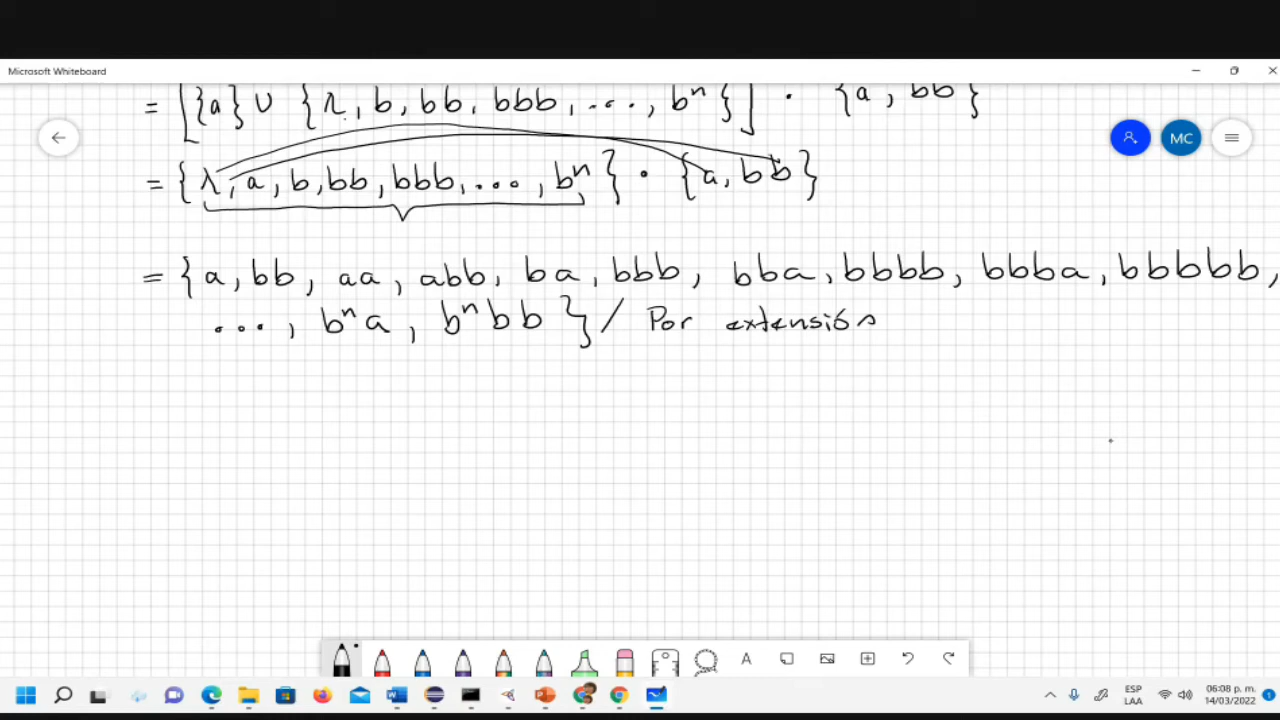 Microsoft Whiteboard
= [{a} ∪ {λ, b, bb, bbb, ..., bⁿ}] · {a, bb}
MC
= {λ, a, b, bb, bbb, ..., bⁿ} · {a, bb}
= {a, bb, aa, abb, ba, bbb, bba, bbbb, bbba, bbbbb,
..., bⁿa, bⁿbb} / Por extensión
A
ESP
LAA
06:08 p. m.
14/03/2022
1